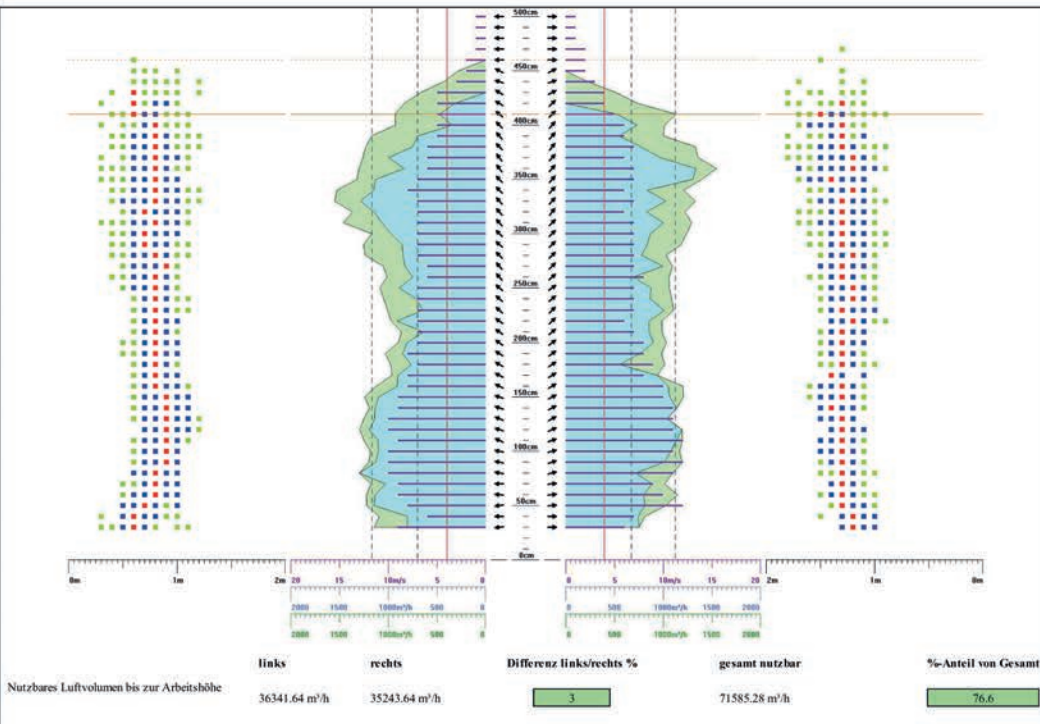 500cm
450cm
400cm
350cm
300cm
250cm
200cm
150cm
100cm
50cm
0cm
0m 1m 2m
20 15 10m/s 5 0
0 5 10m/s 15 20
2m 1m 0m
2000 1500 1000m³/h 500 0
0 500 1000m³/h 1500 2000
2000 1500 1000m³/h 500 0
0 500 1000m³/h 1500 2000
links rechts Differenz links/rechts % gesamt nutzbar %-Anteil von Gesamt
Nutzbares Luftvolumen bis zur Arbeitshöhe 36341.64 m³/h 35243.64 m³/h 3 71585.28 m³/h 76.6